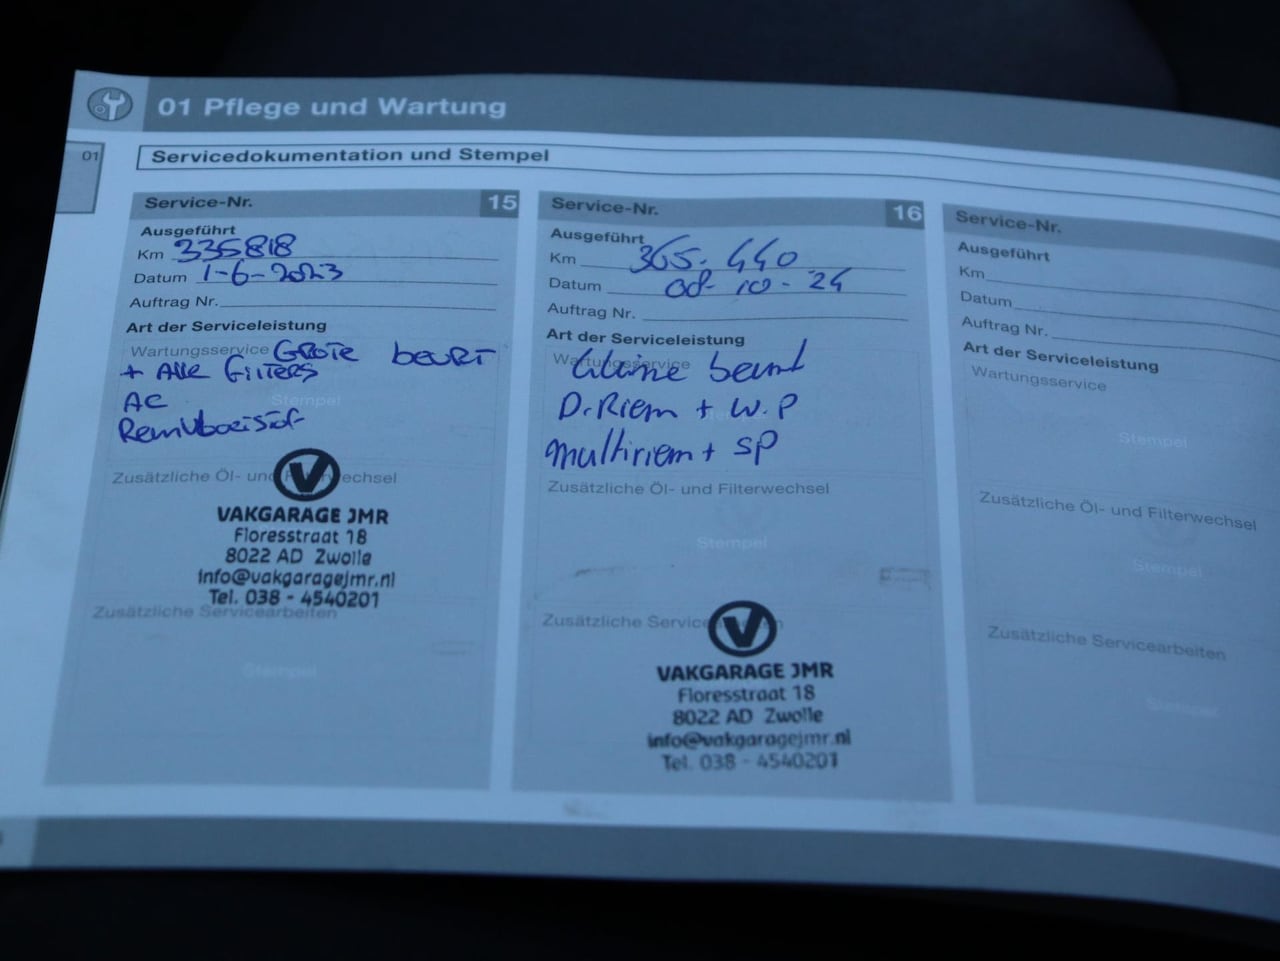 01 Pflege und Wartung
01
Servicedokumentation und Stempel
Service-Nr. 15
Ausgeführt
Km 335818
Datum 1-6-2023
Auftrag Nr.
Art der Serviceleistung
Wartungsservice GROTE BEURT
+ Alle Filters
AC
Remvloeistof
Stempel
Zusätzliche Öl- und Filterwechsel
VAKGARAGE JMR
Floresstraat 18
8022 AD Zwolle
info@vakgaragejmr.nl
Tel. 038 - 4540201
Zusätzliche Servicearbeiten
Stempel
Service-Nr. 16
Ausgeführt
Km 365.440
Datum 08-10-24
Auftrag Nr.
Art der Serviceleistung
Wartungsservice
kleine beurt
D.Riem + W.P
Multiriem + SP
Zusätzliche Öl- und Filterwechsel
Stempel
Zusätzliche Servicearbeiten
VAKGARAGE JMR
Floresstraat 18
8022 AD Zwolle
info@vakgaragejmr.nl
Tel. 038 - 4540201
Service-Nr.
Ausgeführt
Km
Datum
Auftrag Nr.
Art der Serviceleistung
Wartungsservice
Stempel
Zusätzliche Öl- und Filterwechsel
Stempel
Zusätzliche Servicearbeiten
Stempel